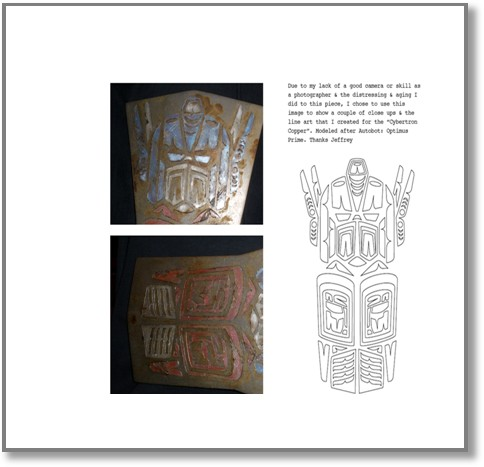 Due to my lack of a good camera or skill as
a photographer & the distressing & aging I
did to this piece, I chose to use this
image to show a couple of close ups & the
line art that I created for the "Cybertron
Copper". Modeled after Autobot: Optimus
Prime. Thanks Jeffrey